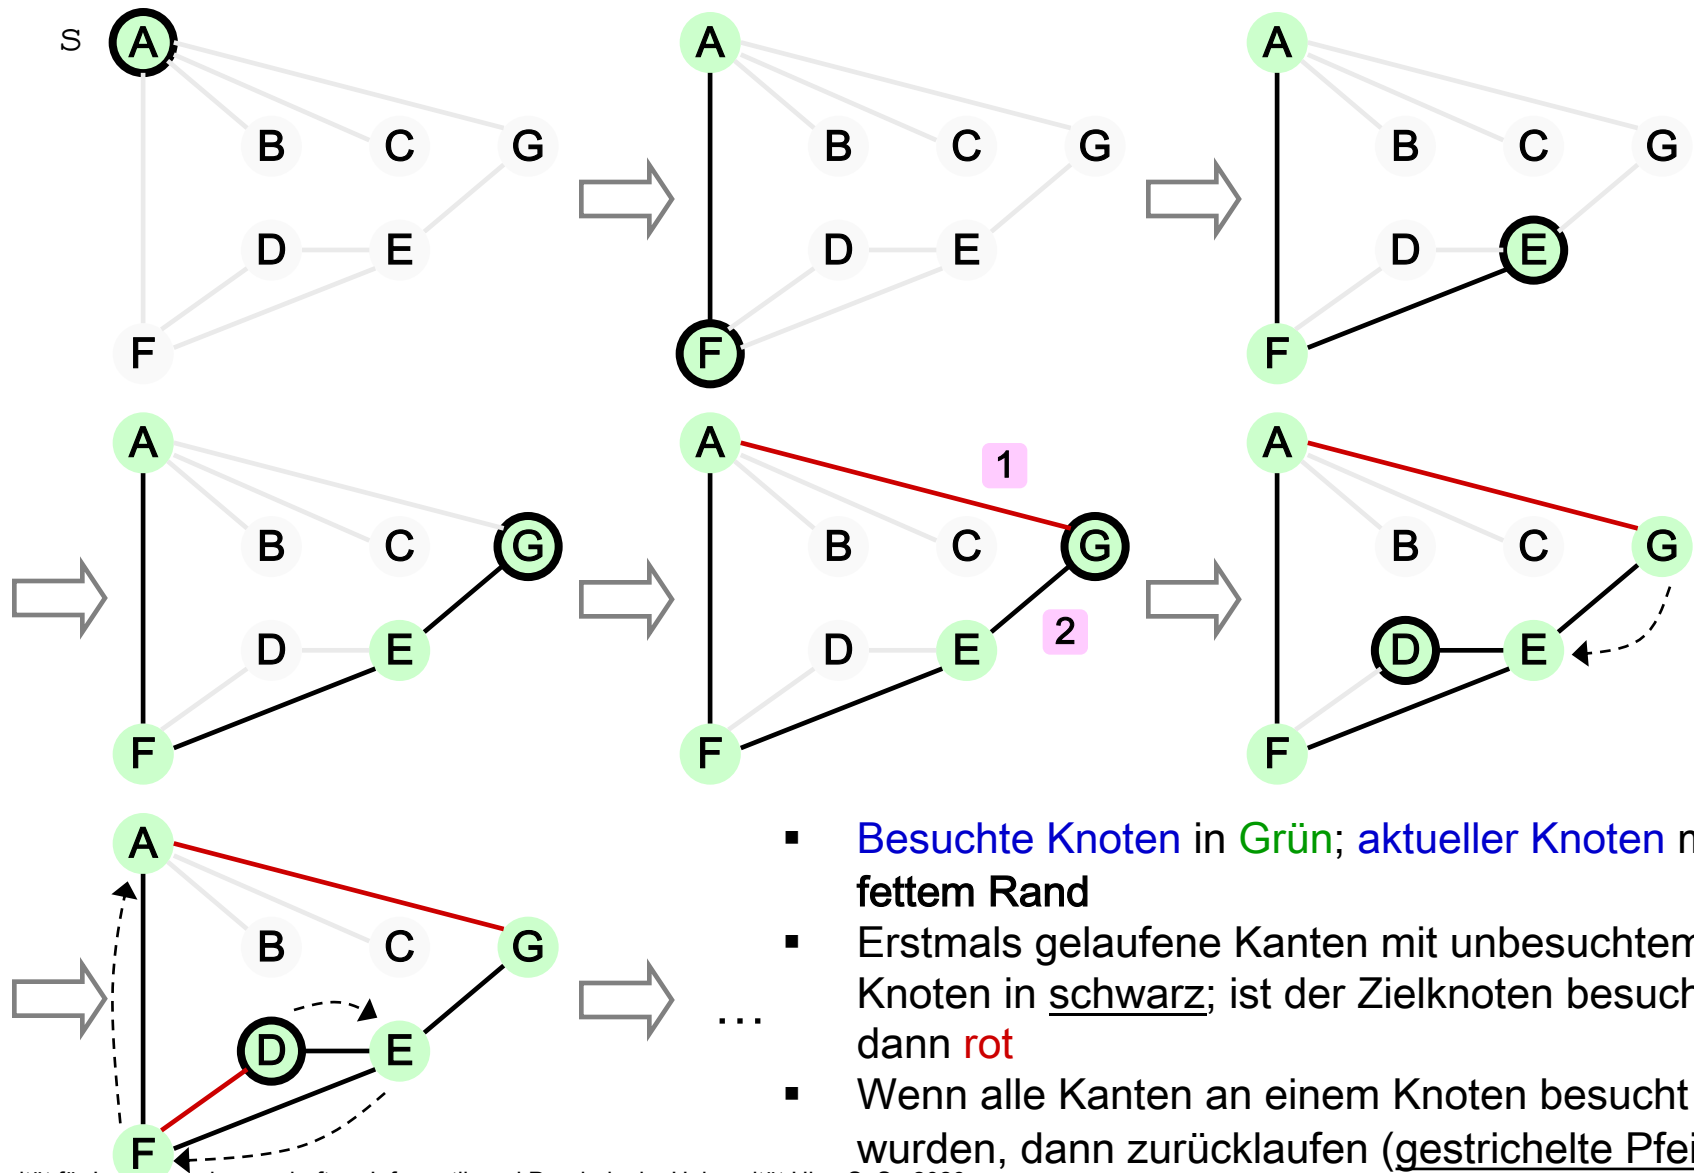 S A
B C G
D E
F
A
B C G
D E
F
A
B C G
D E
F
A
B C G
D E
F
A
1
B C G
2
D E
F
A
B C G
D E
F
A
B C G
D E
F
...
▪ Besuchte Knoten in Grün; aktueller Knoten
fettem Rand
▪ Erstmals gelaufene Kanten mit unbesuchtem
Knoten in schwarz; ist der Zielknoten besuch
dann rot
▪ Wenn alle Kanten an einem Knoten besucht
wurden, dann zurücklaufen (gestrichelte Pfei